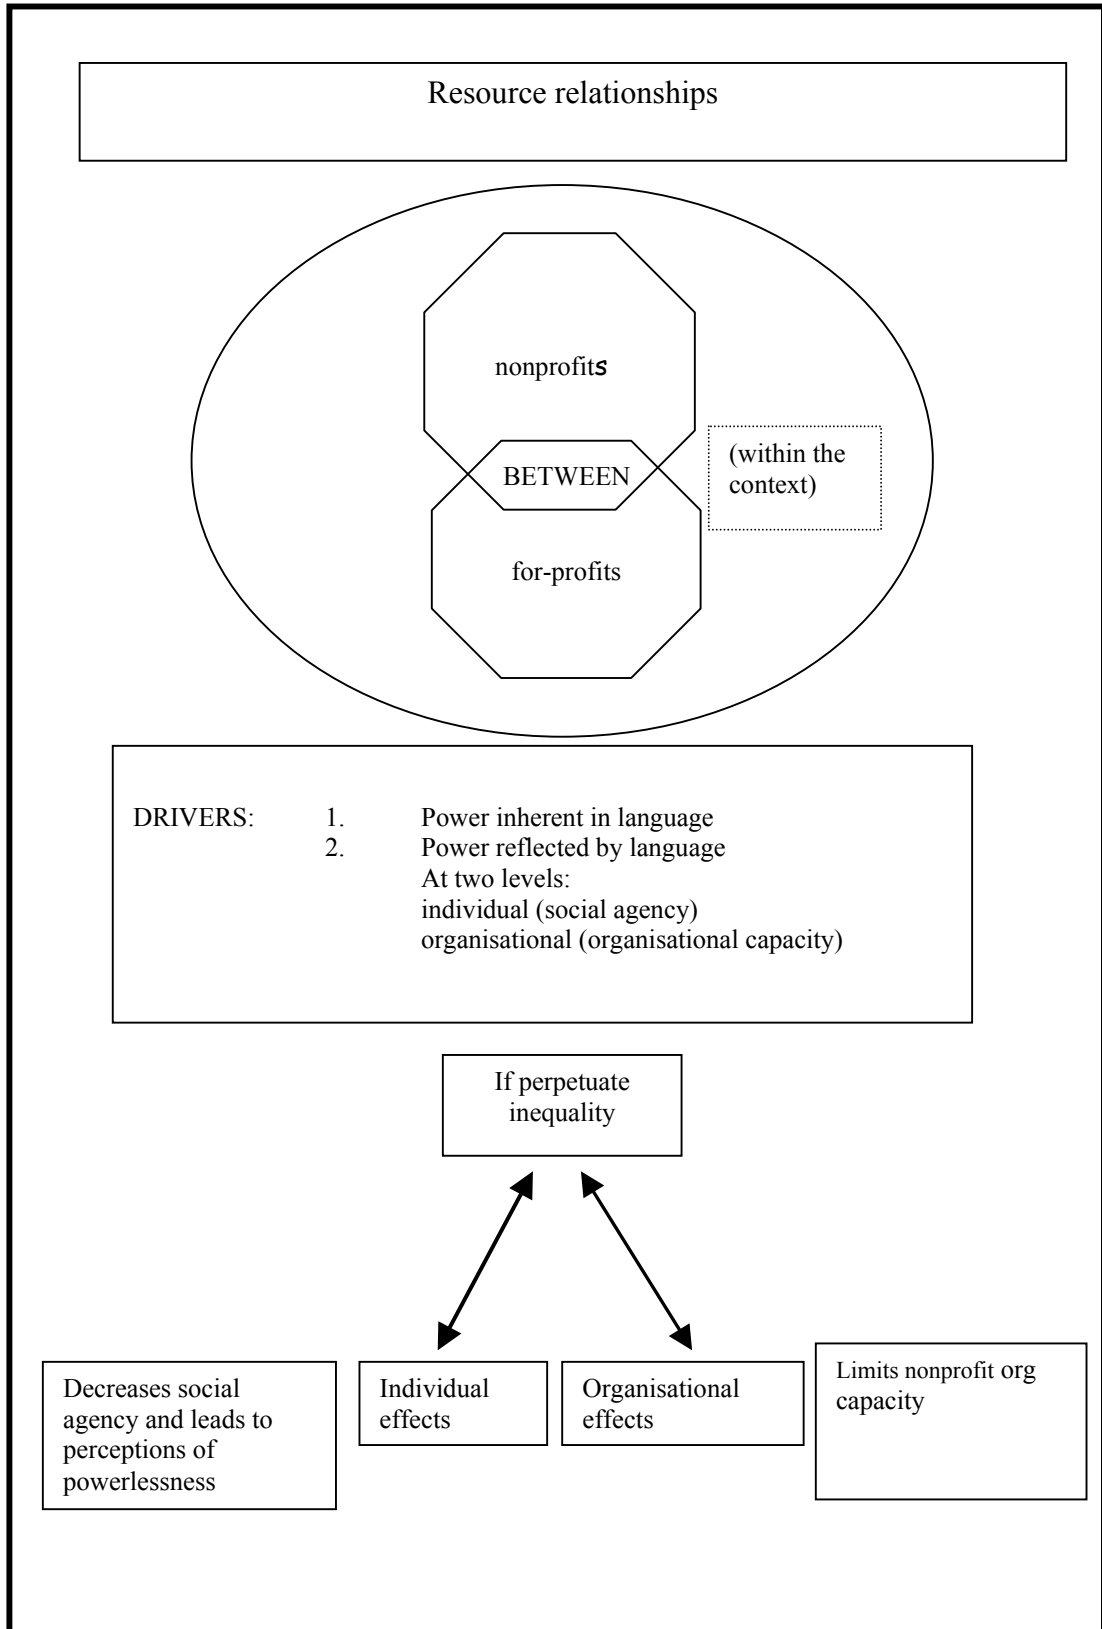 Resource relationships
nonprofits
BETWEEN
(within the
context)
for-profits
DRIVERS: 1. Power inherent in language
2. Power reflected by language
At two levels:
individual (social agency)
organisational (organisational capacity)
If perpetuate
inequality
Decreases social
agency and leads to
perceptions of
powerlessness
Individual
effects
Organisational
effects
Limits nonprofit org
capacity